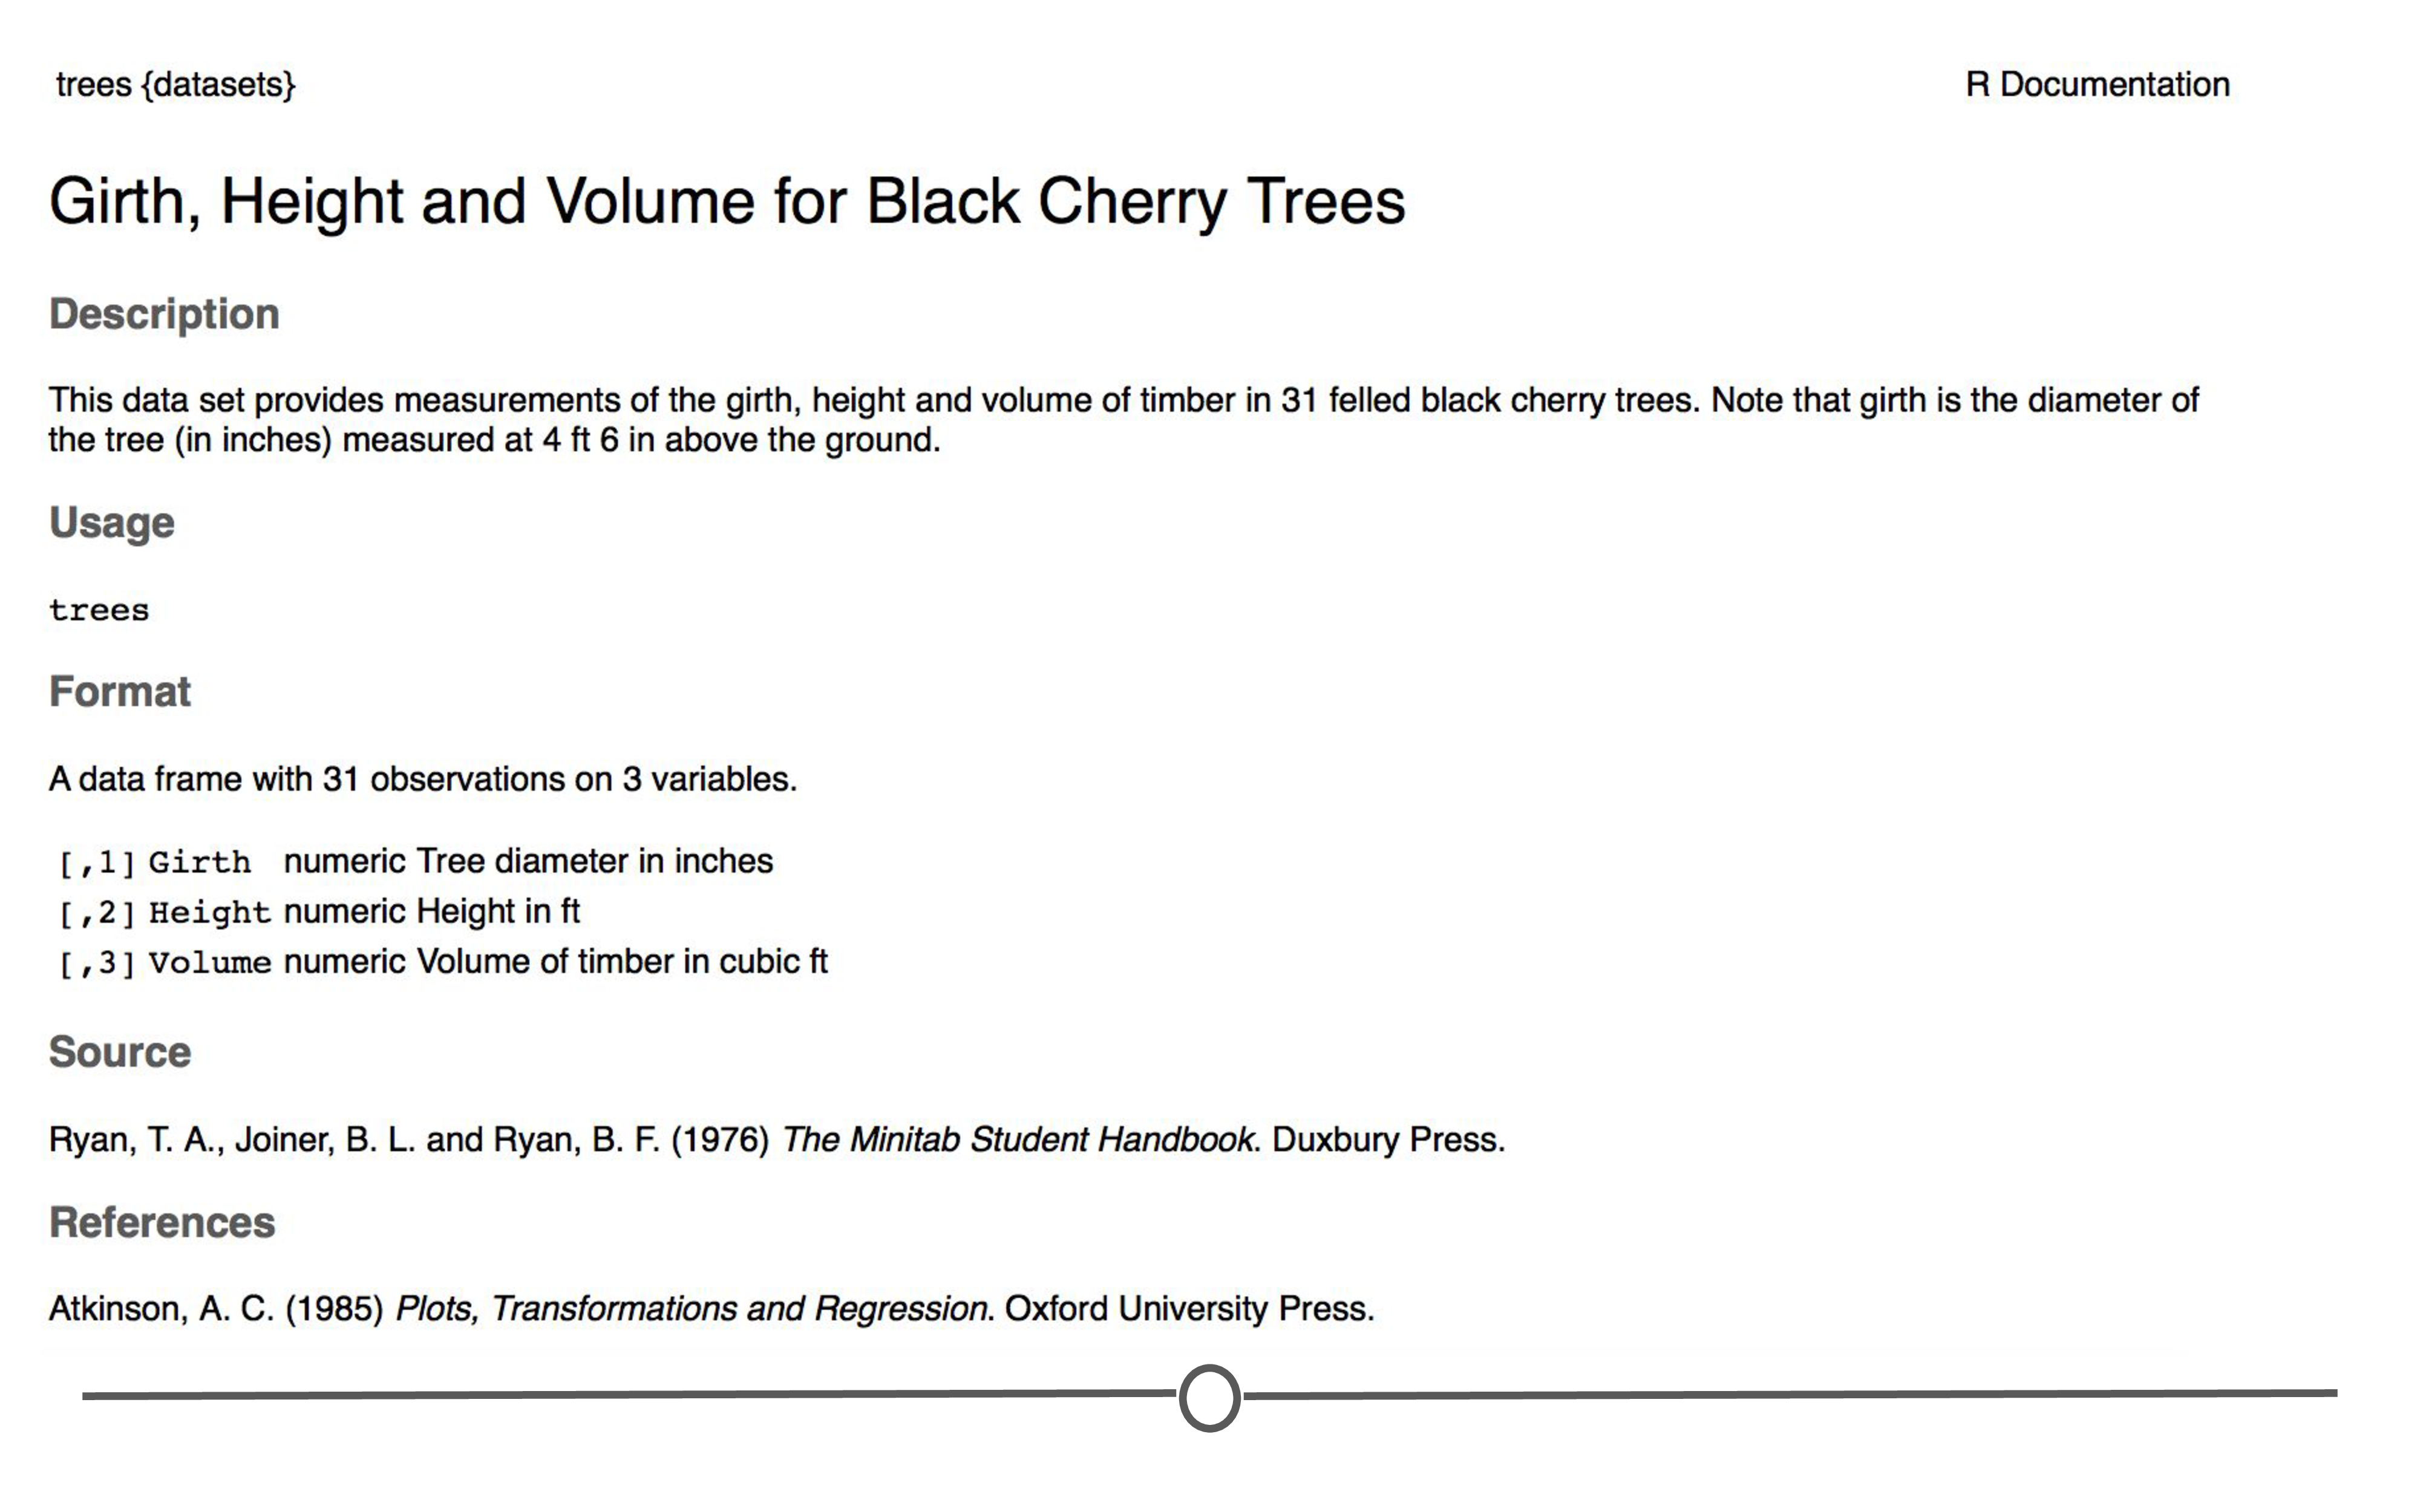 trees {datasets} R Documentation
Girth, Height and Volume for Black Cherry Trees
Description
This data set provides measurements of the girth, height and volume of timber in 31 felled black cherry trees. Note that girth is the diameter of
the tree (in inches) measured at 4 ft 6 in above the ground.
Usage
trees
Format
A data frame with 31 observations on 3 variables.
[,1] Girth numeric Tree diameter in inches
[,2] Height numeric Height in ft
[,3] Volume numeric Volume of timber in cubic ft
Source
Ryan, T. A., Joiner, B. L. and Ryan, B. F. (1976) The Minitab Student Handbook. Duxbury Press.
References
Atkinson, A. C. (1985) Plots, Transformations and Regression. Oxford University Press.